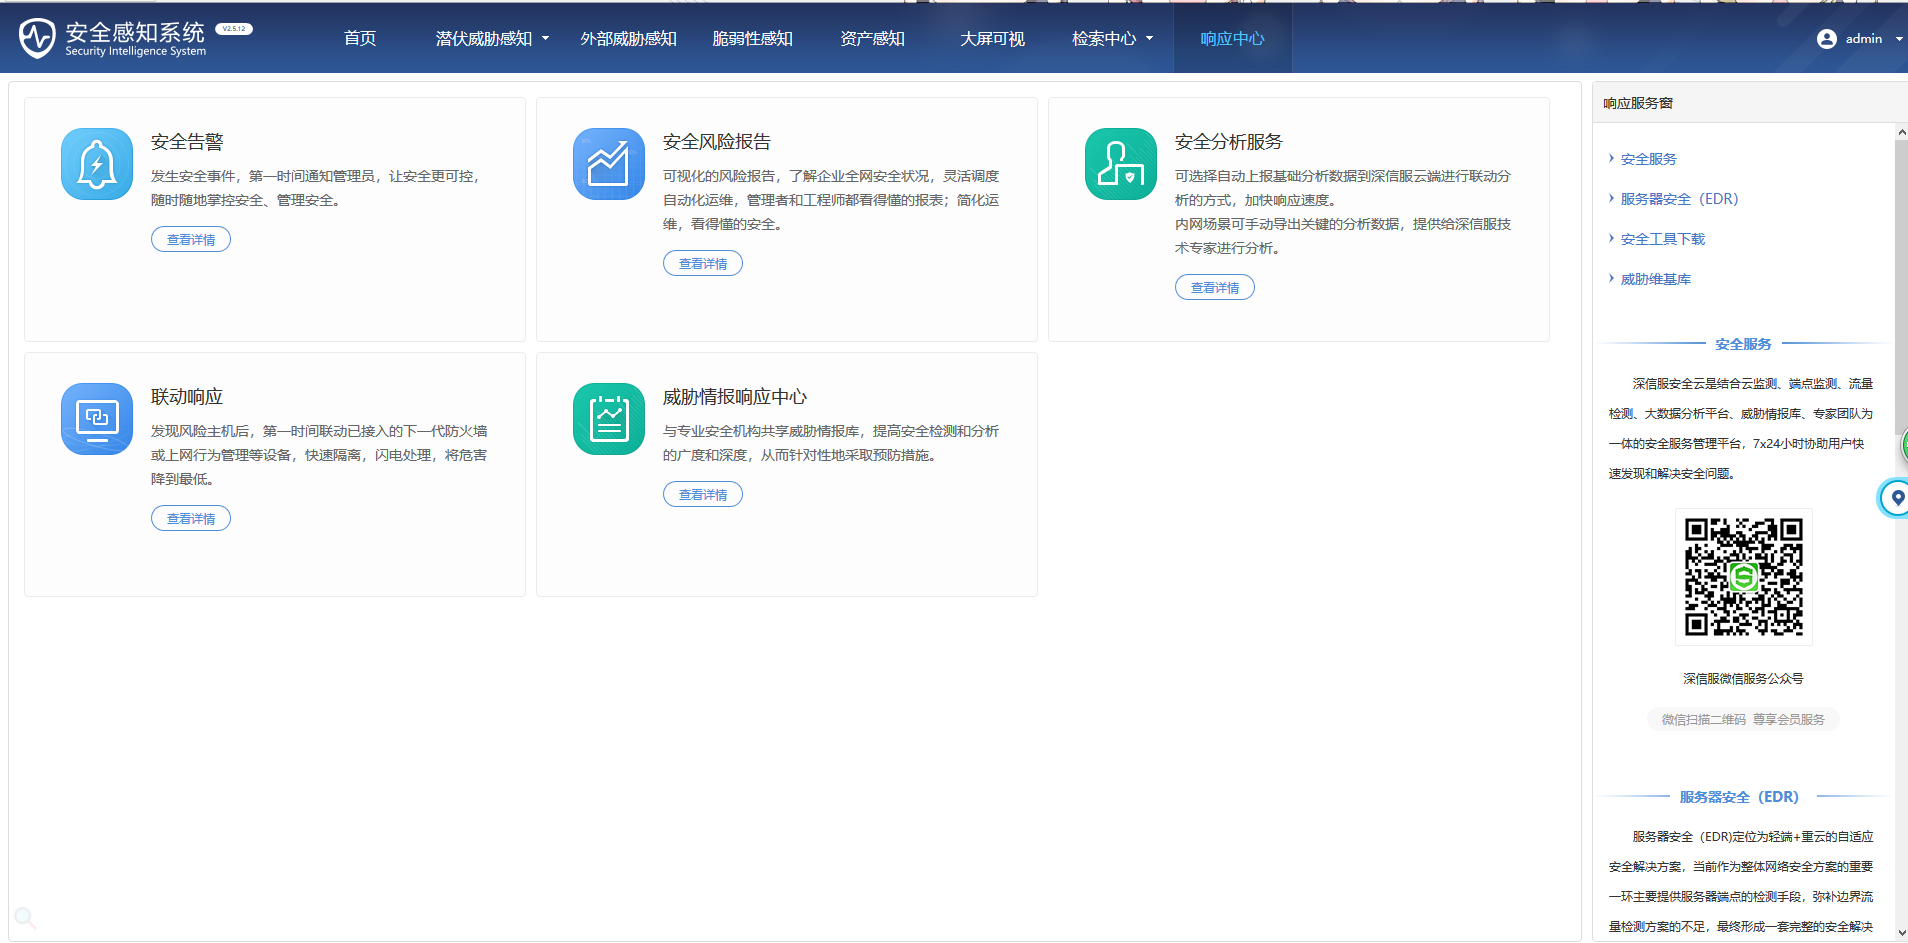 安全感知系统 V2.5.12
Security Intelligence System
首页 潜伏威胁感知 外部威胁感知 脆弱性感知 资产感知 大屏可视 检索中心 响应中心 admin
安全告警
发生安全事件，第一时间通知管理员，让安全更可控，
随时随地掌控安全、管理安全。
查看详情
安全风险报告
可视化的风险报告，了解企业全网安全状况，灵活调度
自动化运维，管理者和工程师都看得懂的报表；简化运
维，看得懂的安全。
查看详情
安全分析服务
可选择自动上报基础分析数据到深信服云端进行联动分
析的方式，加快响应速度。
内网场景可手动导出关键的分析数据，提供给深信服技
术专家进行分析。
查看详情
联动响应
发现风险主机后，第一时间联动已接入的下一代防火墙
或上网行为管理等设备，快速隔离，闪电处理，将危害
降到最低。
查看详情
威胁情报响应中心
与专业安全机构共享威胁情报库，提高安全检测和分析
的广度和深度，从而针对性地采取预防措施。
查看详情
响应服务窗
安全服务
服务器安全（EDR）
安全工具下载
威胁维基库
安全服务
深信服安全云是结合云监测、端点监测、流量
检测、大数据分析平台、威胁情报库、专家团队为
一体的安全服务管理平台，7x24小时协助用户快
速发现和解决安全问题。
深信服微信服务公众号
微信扫描二维码 尊享会员服务
服务器安全（EDR）
服务器安全（EDR)定位为轻端+重云的自适应
安全解决方案，当前作为整体网络安全方案的重要
一环主要提供服务器端点的检测手段，弥补边界流
量检测方案的不足，最终形成一套完整的安全解决